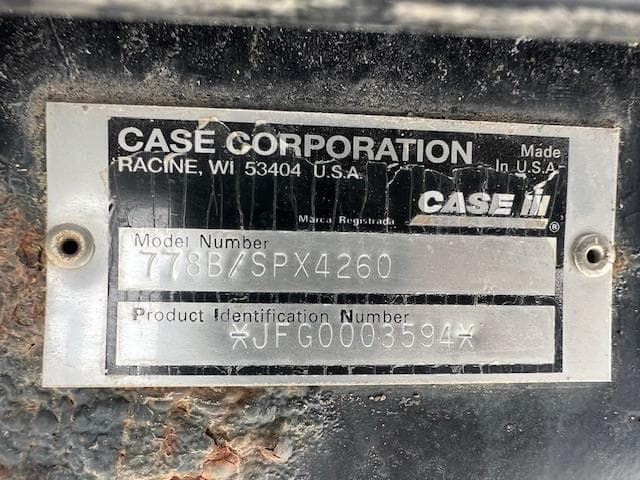 CASE CORPORATION
RACINE, WI 53404 U.S.A.
Made
In U.S.A.
CASE IH
Marca Registrada
®
Model Number
778B/SPX4260
Product Identification Number
*JFG0003594*